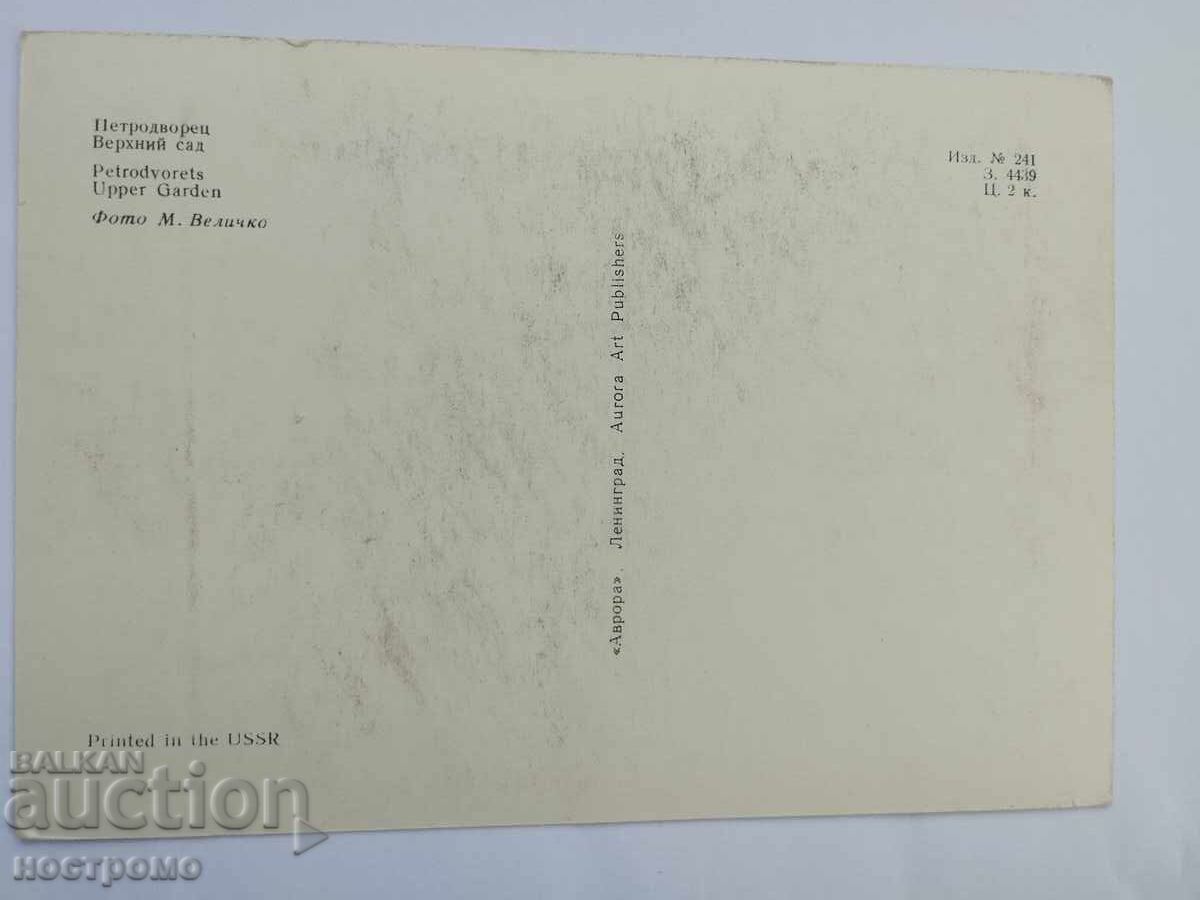 Петродворец
Верхний сад
Petrodvorets
Upper Garden
Фото М. Величко
Изд. № 241
З. 4439
Ц. 2 к.
«Аврора». Ленинград. Aurora Art Publishers
Printed in the USSR
BALKAN
auction
ностромо